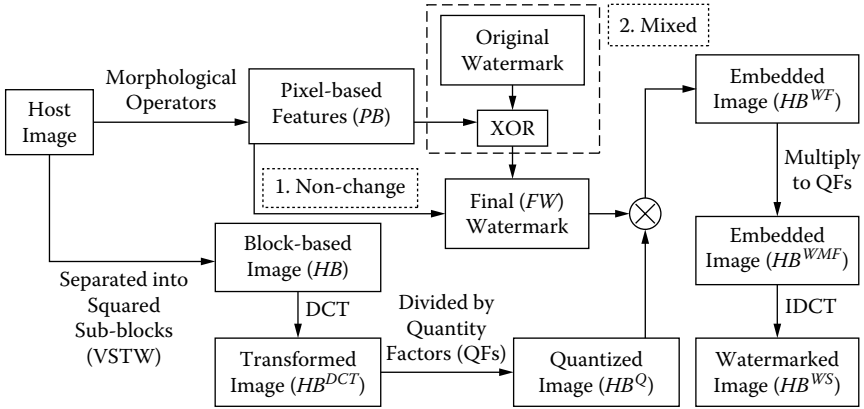 Original
Watermark
2. Mixed
Embedded
Image (HB^WF)
Morphological
Operators
Pixel-based
Features (PB)
Host
Image
XOR
Multiply
to QFs
1. Non-change
Final (FW)
Watermark
Block-based
Image (HB)
Embedded
Image (HB^WMF)
Separated into
Squared
Sub-blocks
(VSTW)
DCT
Divided by
Quantity
Factors (QFs)
IDCT
Transformed
Image (HB^DCT)
Quantized
Image (HB^Q)
Watermarked
Image (HB^WS)